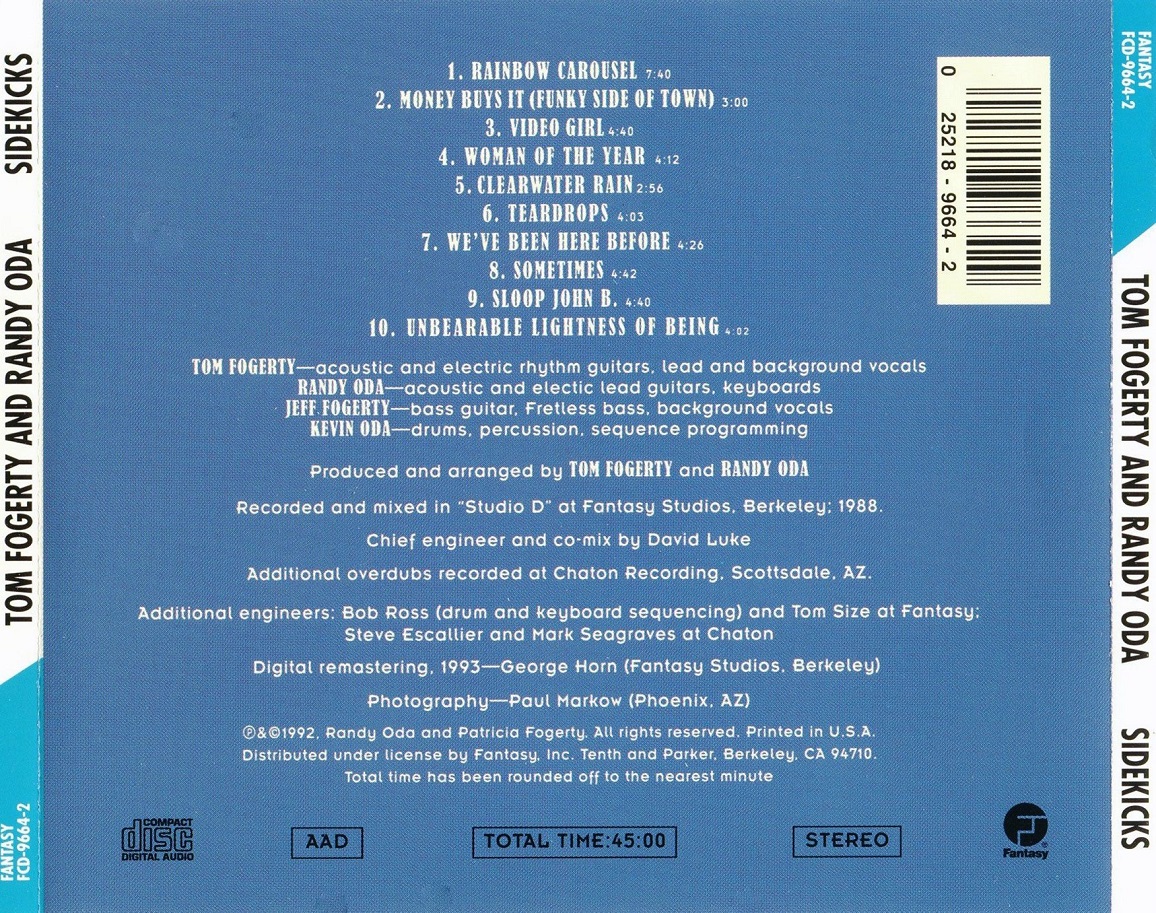 TOM FOGERTY AND RANDY ODA SIDEKICKS
FANTASY
FCD-9664-2
1. RAINBOW CAROUSEL 7:40
2. MONEY BUYS IT (FUNKY SIDE OF TOWN) 3:00
3. VIDEO GIRL 4:40
4. WOMAN OF THE YEAR 4:12
5. CLEARWATER RAIN 2:56
6. TEARDROPS 4:03
7. WE'VE BEEN HERE BEFORE 4:26
8. SOMETIMES 4:42
9. SLOOP JOHN B. 4:40
10. UNBEARABLE LIGHTNESS OF BEING 4:02
0 25218 - 9664 - 2
TOM FOGERTY—acoustic and electric rhythm guitars, lead and background vocals
RANDY ODA—acoustic and electic lead guitars, keyboards
JEFF FOGERTY—bass guitar, Fretless bass, background vocals
KEVIN ODA—drums, percussion, sequence programming
Produced and arranged by TOM FOGERTY and RANDY ODA
Recorded and mixed in "Studio D" at Fantasy Studios, Berkeley; 1988.
Chief engineer and co-mix by David Luke
Additional overdubs recorded at Chaton Recording, Scottsdale, AZ.
Additional engineers: Bob Ross (drum and keyboard sequencing) and Tom Size at Fantasy;
Steve Escallier and Mark Seagraves at Chaton
Digital remastering, 1993—George Horn (Fantasy Studios, Berkeley)
Photography—Paul Markow (Phoenix, AZ)
℗&©1992, Randy Oda and Patricia Fogerty. All rights reserved. Printed in U.S.A.
Distributed under license by Fantasy, Inc. Tenth and Parker, Berkeley, CA 94710.
Total time has been rounded off to the nearest minute
COMPACT
disc
DIGITAL AUDIO
AAD
TOTAL TIME:45:00
STEREO
Fantasy®
FANTASY
FCD-9664-2
TOM FOGERTY AND RANDY ODA SIDEKICKS